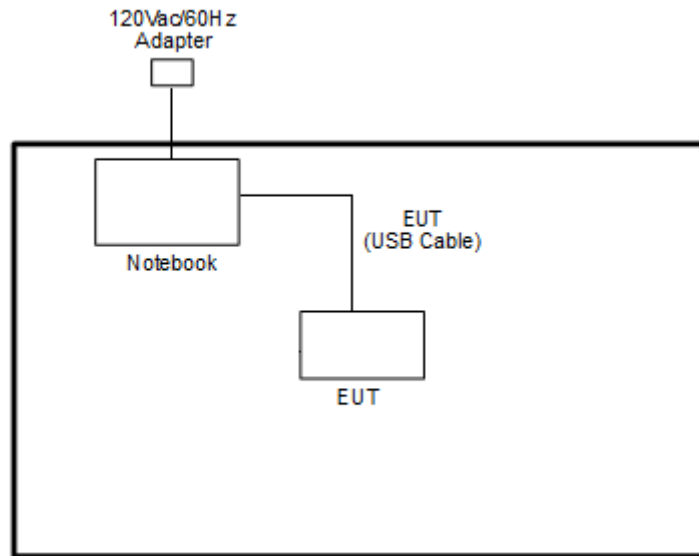 120Vac/60Hz
Adapter
Notebook
EUT
(USB Cable)
EUT